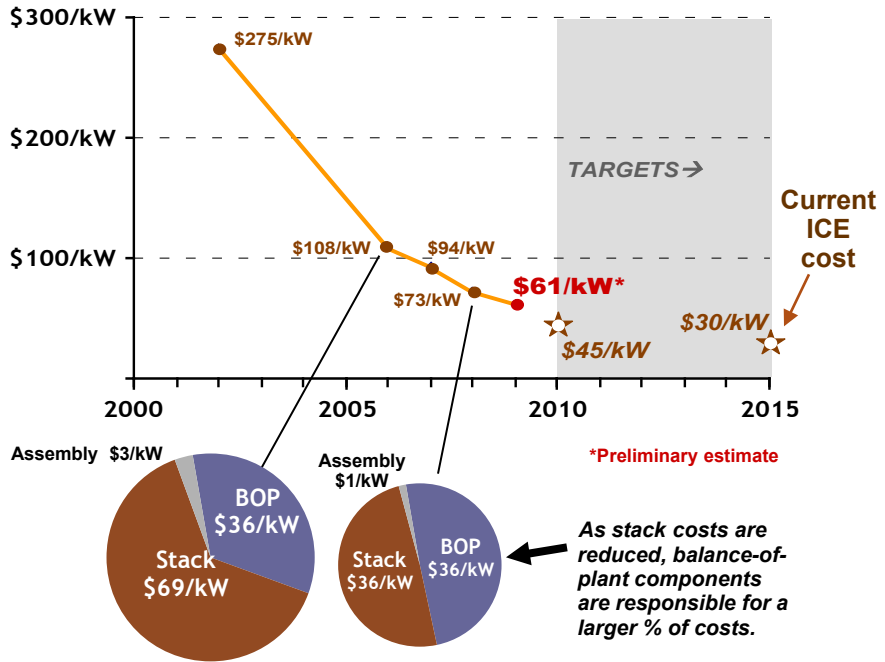 $300/kW
$275/kW
$200/kW
TARGETS→
Current
ICE
cost
$108/kW
$94/kW
$100/kW
$73/kW
$61/kW*
$45/kW
$30/kW
2000
2005
2010
2015
Assembly $3/kW
Assembly
$1/kW
*Preliminary estimate
BOP
$36/kW
Stack
$69/kW
Stack
$36/kW
BOP
$36/kW
As stack costs are
reduced, balance-of-
plant components
are responsible for a
larger % of costs.